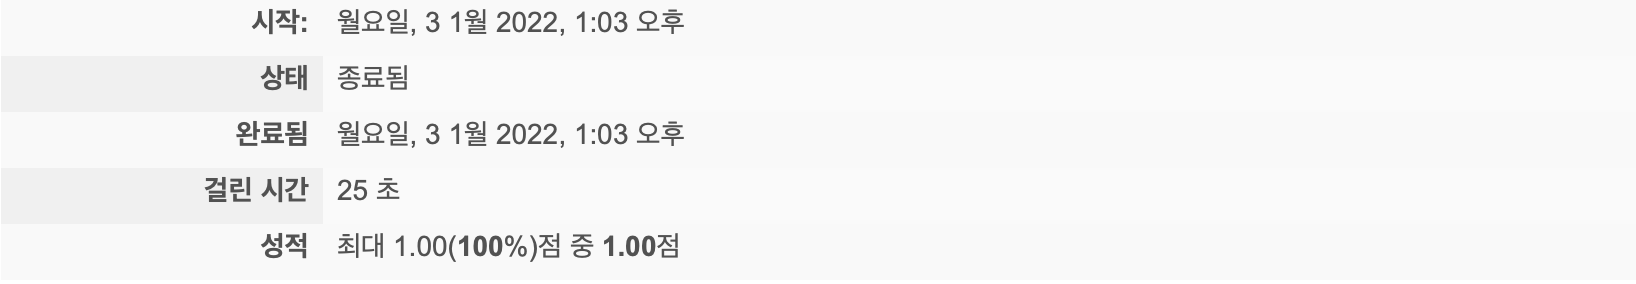 시작: 월요일, 3 1월 2022, 1:03 오후
상태 종료됨
완료됨 월요일, 3 1월 2022, 1:03 오후
걸린 시간 25 초
성적 최대 1.00(100%)점 중 1.00점